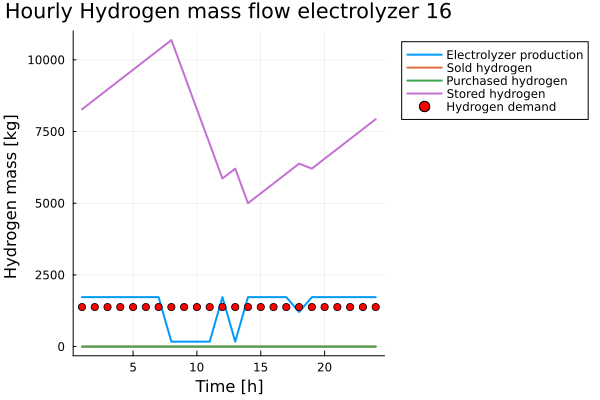 Hourly Hydrogen mass flow electrolyzer 16
Electrolyzer production
Sold hydrogen
Purchased hydrogen
Stored hydrogen
Hydrogen demand
Hydrogen mass [kg]
10000
7500
5000
2500
0
5
10
15
20
Time [h]